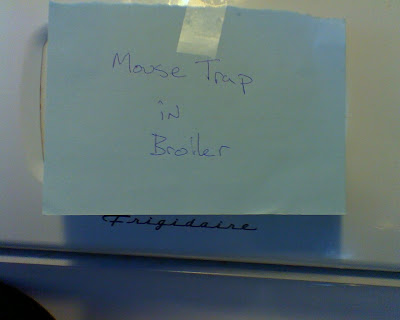 Mouse Trap
in
Broiler
Frigidaire